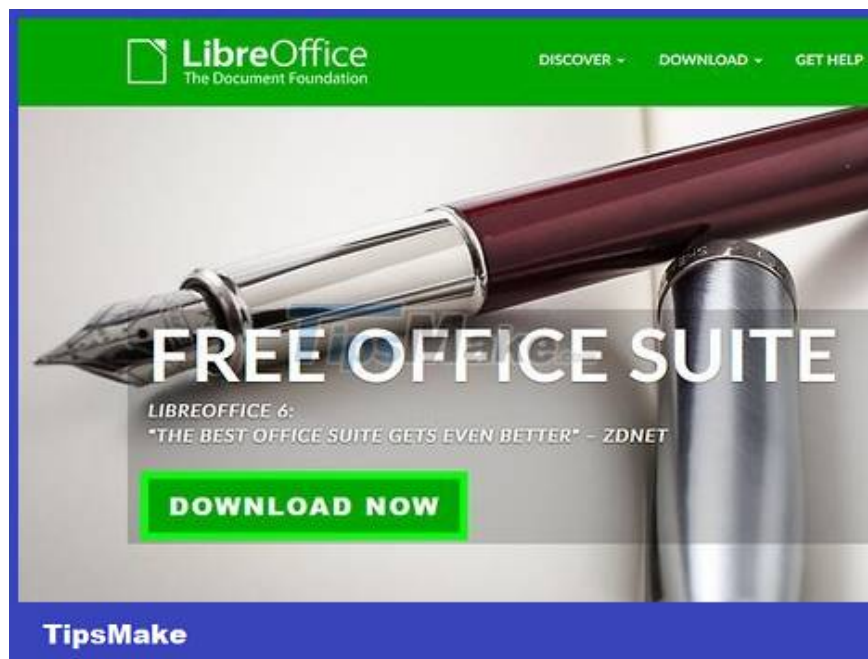 LibreOffice
The Document Foundation
DISCOVER DOWNLOAD GET HELP
TipsMake
FREE OFFICE SUITE
LIBREOFFICE 6:
"THE BEST OFFICE SUITE GETS EVEN BETTER" – ZDNET
DOWNLOAD NOW
TipsMake